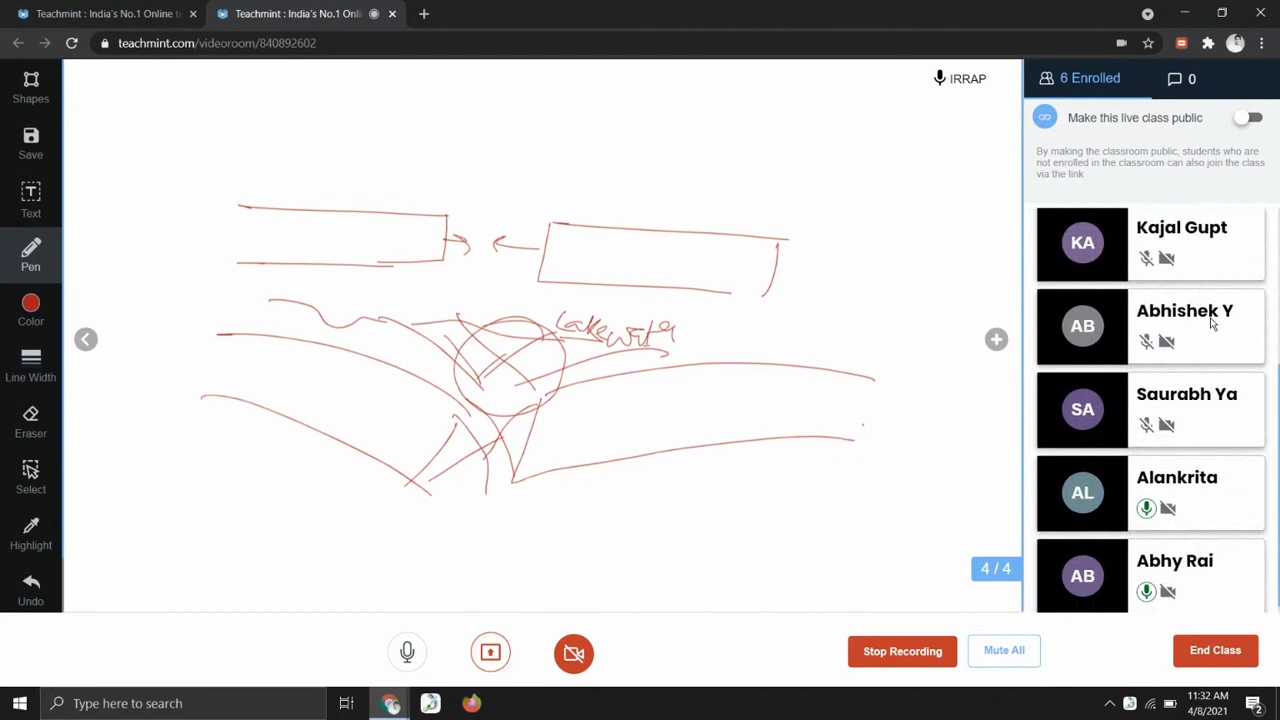 Teachmint : India's No.1 Online t
Teachmint : India's No.1 Onli
teachmint.com/videoroom/840892602
Shapes
Save
Text
Pen
Color
Line Width
Eraser
Select
Highlight
Undo
IRRAP
Lake water
4 / 4
6 Enrolled
0
Make this live class public
By making the classroom public, students who are
not enrolled in the classroom can also join the class
via the link
KA
Kajal Gupt
AB
Abhishek Y
SA
Saurabh Ya
AL
Alankrita
AB
Abhy Rai
Stop Recording
Mute All
End Class
Type here to search
11:32 AM
4/8/2021
2